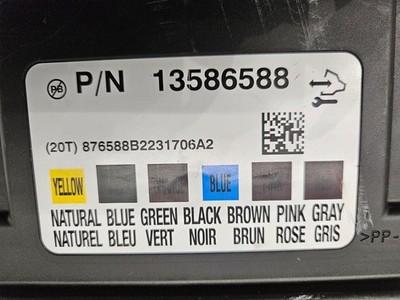 Pb P/N 13586588
(20T) 876588B2231706A2
YELLOW BLUE
NATURAL BLUE GREEN BLACK BROWN PINK GRAY
NATUREL BLEU VERT NOIR BRUN ROSE GRIS
>PP-